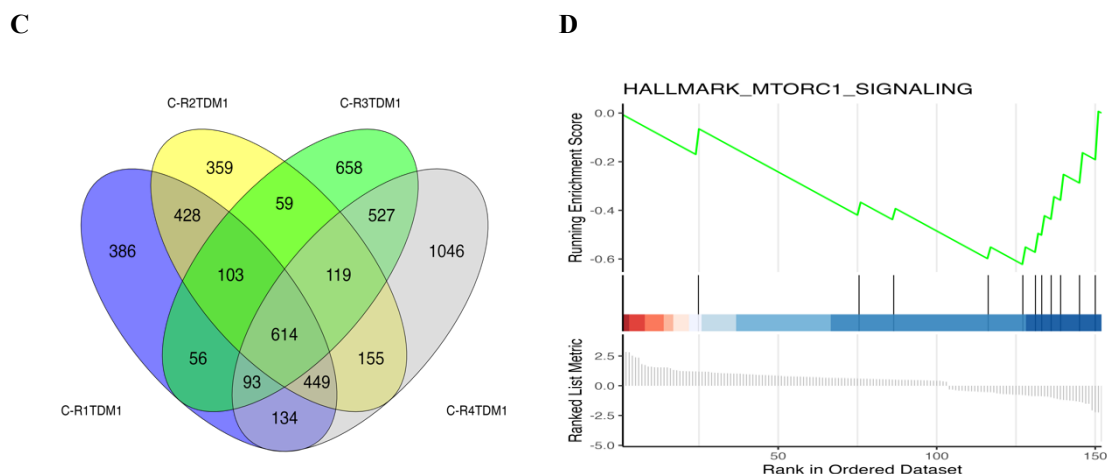 C
D
C-R2TDM1
C-R3TDM1
359
658
59
428
527
386
1046
103
119
614
56
155
93
449
134
C-R1TDM1
C-R4TDM1
HALLMARK_MTORC1_SIGNALING
Running Enrichment Score
0.0
-0.2
-0.4
-0.6
Ranked List Metric
2.5
0.0
-2.5
-5.0
50
100
150
Rank in Ordered Dataset